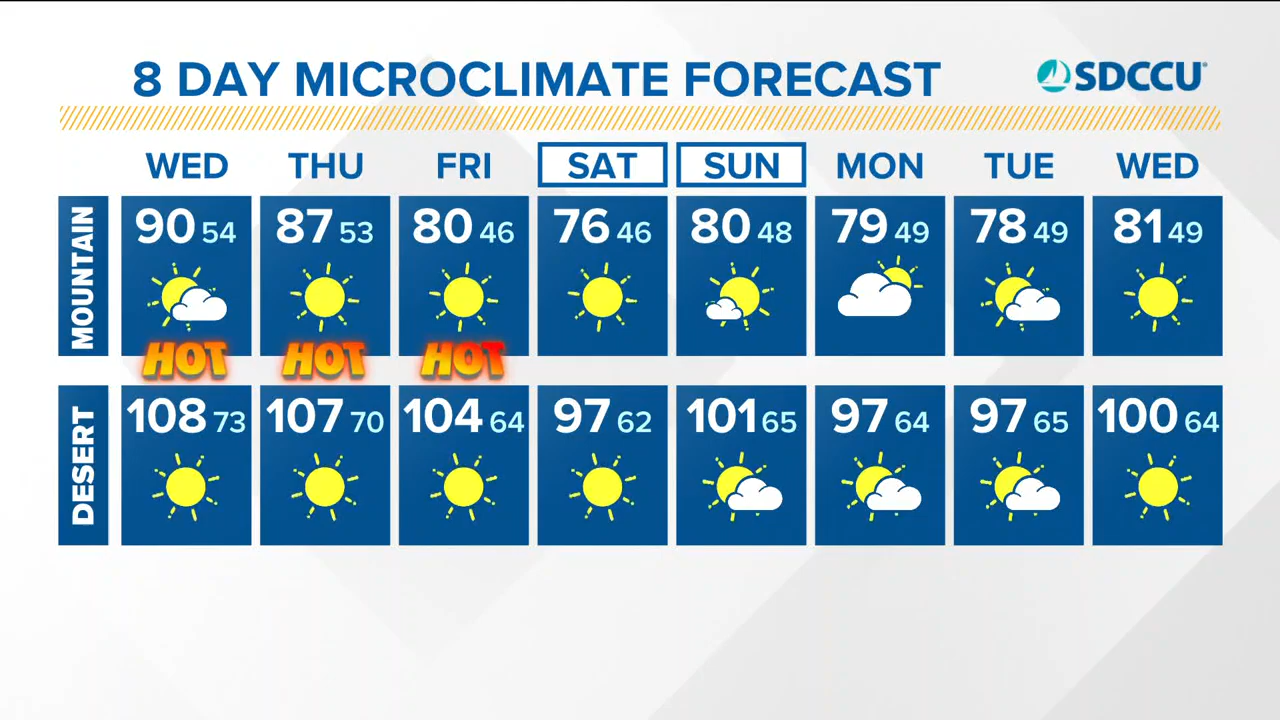 8 DAY MICROCLIMATE FORECAST
SDCCU®
WED THU FRI SAT SUN MON TUE WED
MOUNTAIN
90 54 87 53 80 46 76 46 80 48 79 49 78 49 81 49
HOT HOT HOT
DESERT
108 73 107 70 104 64 97 62 101 65 97 64 97 65 100 64